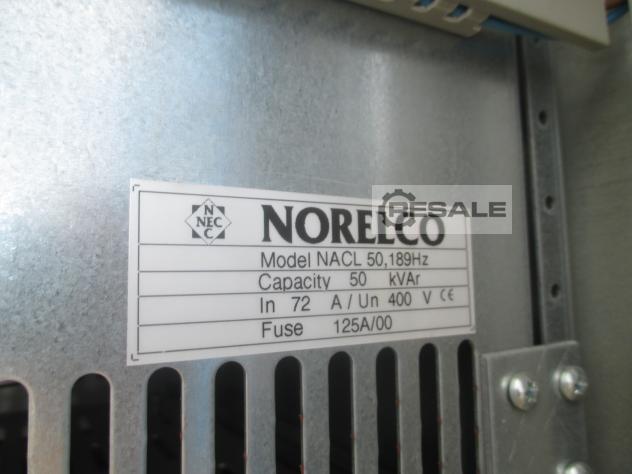 N
NEC
C
NORELCO
RESALE
Model NACL 50,189Hz
Capacity 50 kVAr
In 72 A / Un 400 V CE
Fuse 125A/00